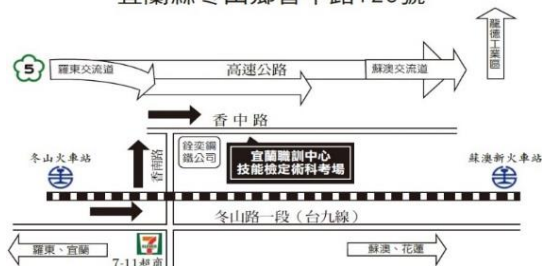 宜蘭縣冬山鄉香中路128號
龍德工業區
5
羅東交流道
高速公路
蘇澳交流道
香中路
銓奕鋼
鐵公司
宜蘭職訓中心
技能檢定術科考場
香南路
冬山火車站
蘇澳新火車站
冬山路一段(台九線)
羅東、宜蘭
7-11超商
蘇澳、花蓮